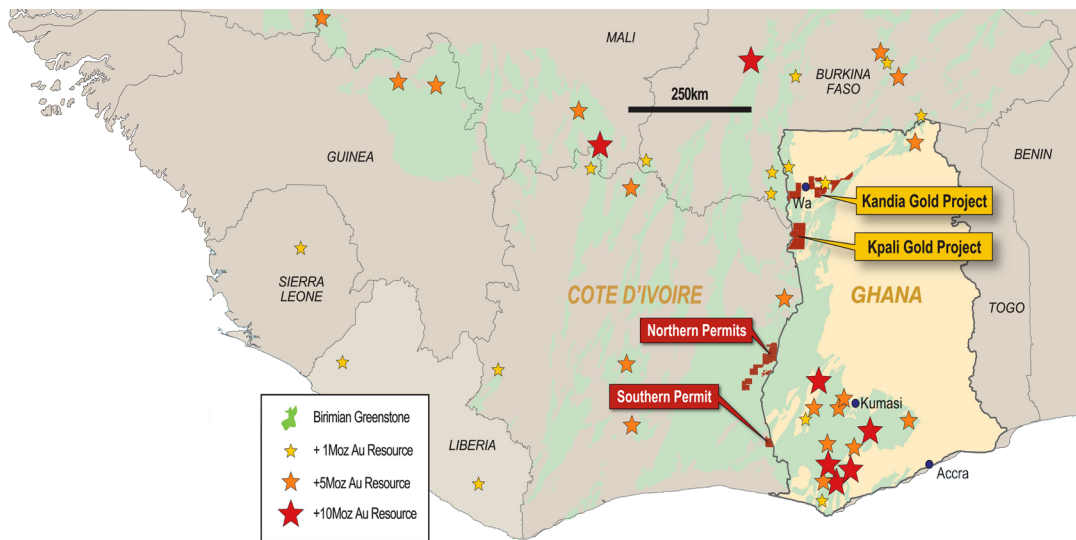 MALI
BURKINA
FASO
250km
GUINEA
BENIN
Wa
Kandia Gold Project
Kpali Gold Project
SIERRA
LEONE
COTE D'IVOIRE
GHANA
TOGO
Northern Permits
Southern Permit
Kumasi
LIBERIA
Accra
Birimian Greenstone
+ 1Moz Au Resource
+5Moz Au Resource
+10Moz Au Resource